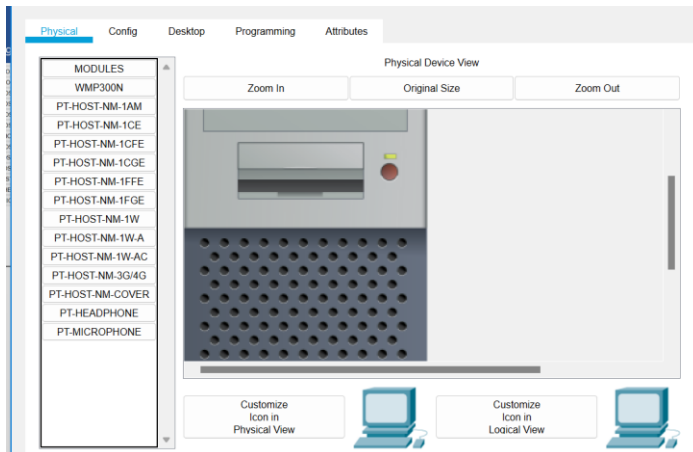 Physical Config Desktop Programming Attributes
MODULES
WMP300N
PT-HOST-NM-1AM
PT-HOST-NM-1CE
PT-HOST-NM-1CFE
PT-HOST-NM-1CGE
PT-HOST-NM-1FFE
PT-HOST-NM-1FGE
PT-HOST-NM-1W
PT-HOST-NM-1W-A
PT-HOST-NM-1W-AC
PT-HOST-NM-3G/4G
PT-HOST-NM-COVER
PT-HEADPHONE
PT-MICROPHONE
Physical Device View
Zoom In Original Size Zoom Out
Customize
Icon in
Physical View
Customize
Icon in
Logical View